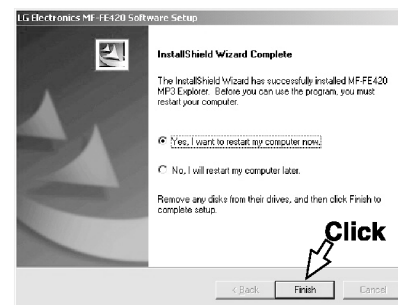 LG Electronics MF-FE420 Software Setup
InstallShield Wizard Complete
The InstallShield Wizard has successfully installed MF-FE420
MP3 Explorer. Before you can use the program, you must
restart your computer.
Yes, I want to restart my computer now.
No, I will restart my computer later.
Remove any disks from their drives, and then click Finish to
complete setup.
Click
< Back Finish Cancel